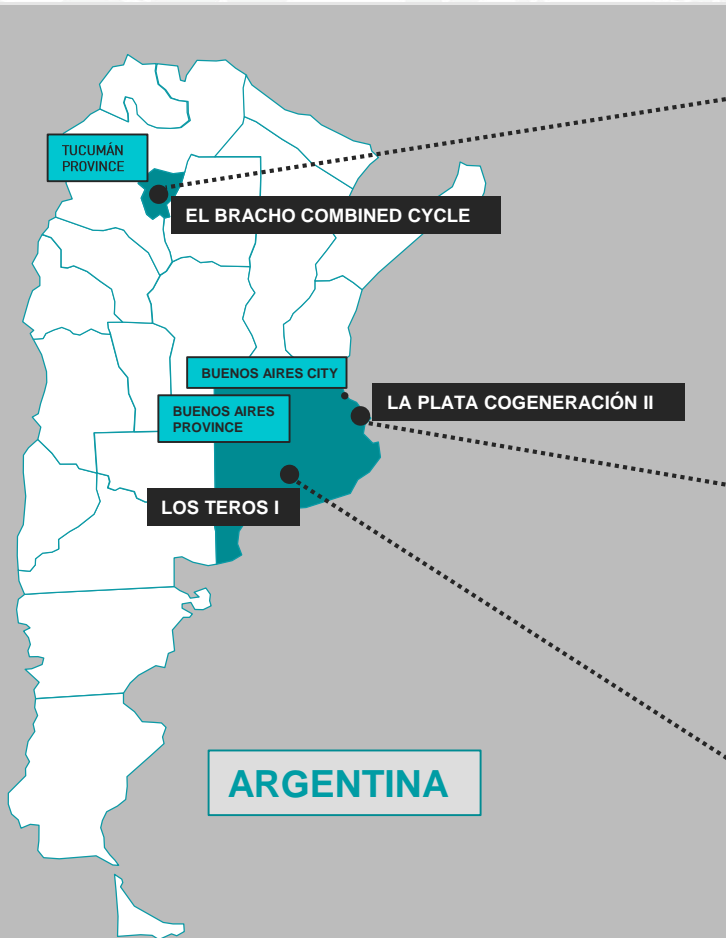 TUCUMÁN
PROVINCE
EL BRACHO COMBINED CYCLE
BUENOS AIRES CITY
LA PLATA COGENERACIÓN II
BUENOS AIRES
PROVINCE
LOS TEROS I
ARGENTINA